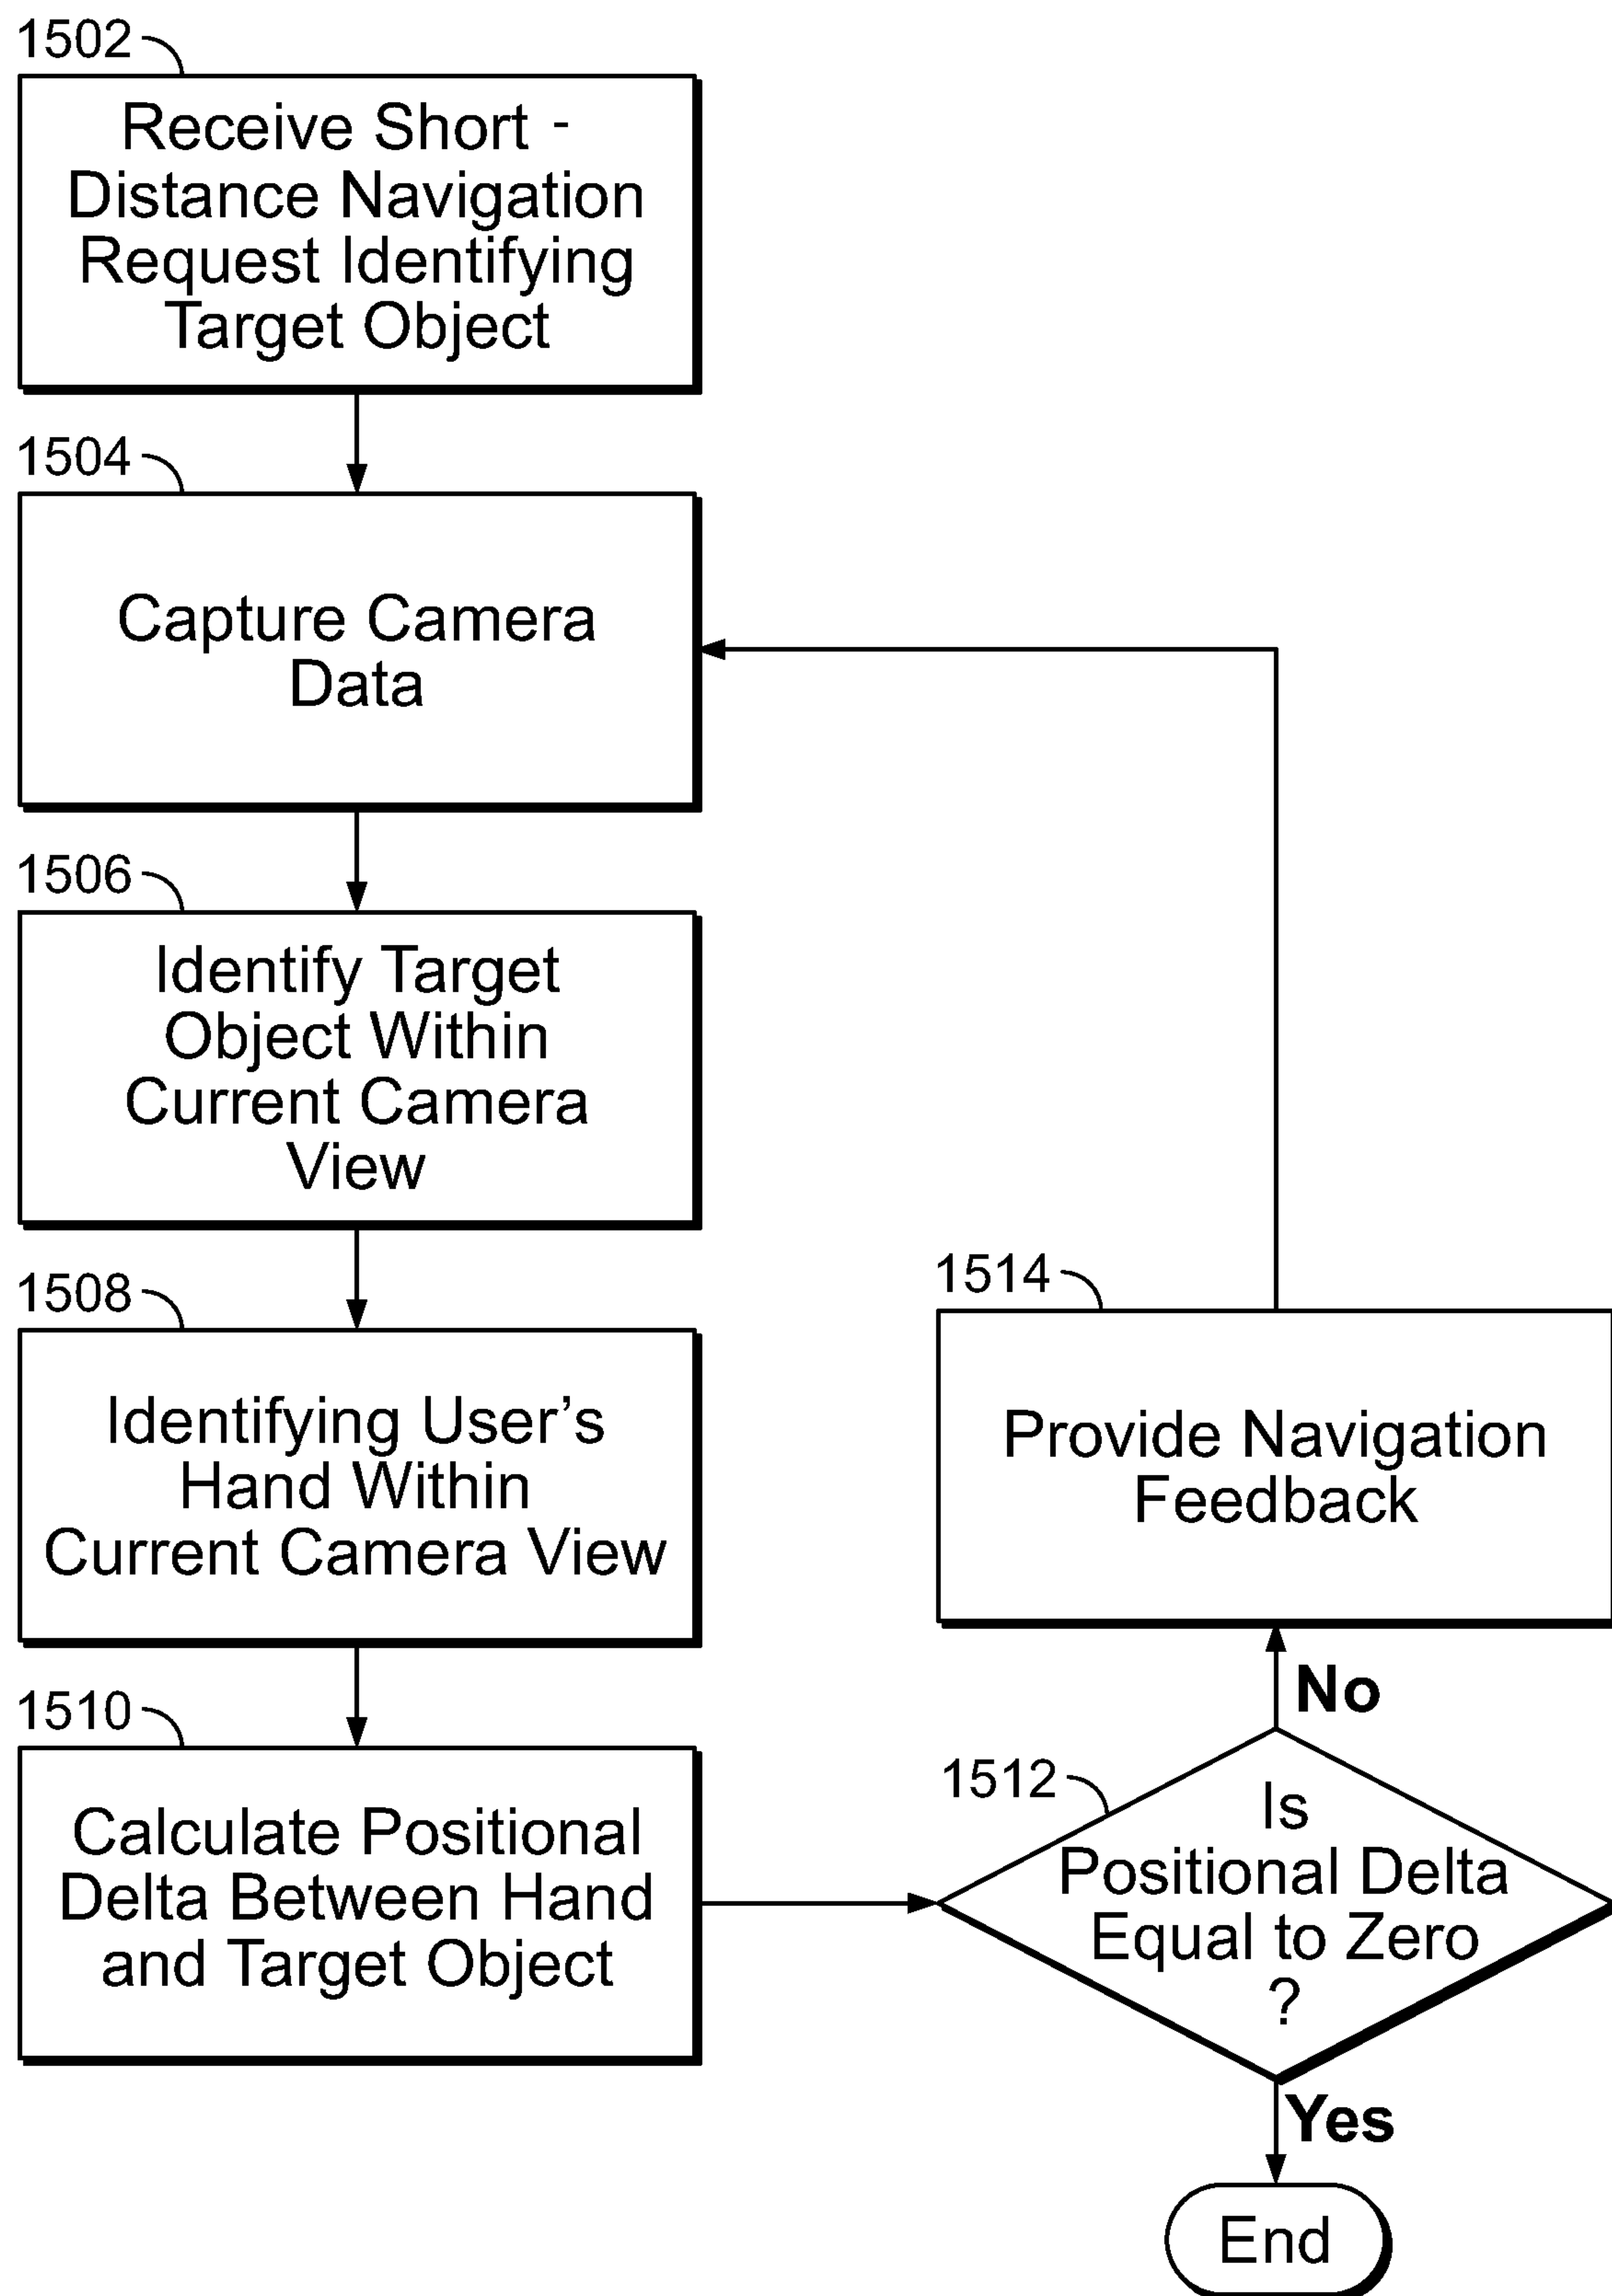 1502
Receive Short -
Distance Navigation
Request Identifying
Target Object
1504
Capture Camera
Data
1506
Identify Target
Object Within
Current Camera
View
1508
Identifying User’s
Hand Within
Current Camera View
1510
Calculate Positional
Delta Between Hand
and Target Object
1512
Is
Positional Delta
Equal to Zero
?
No
1514
Provide Navigation
Feedback
Yes
End